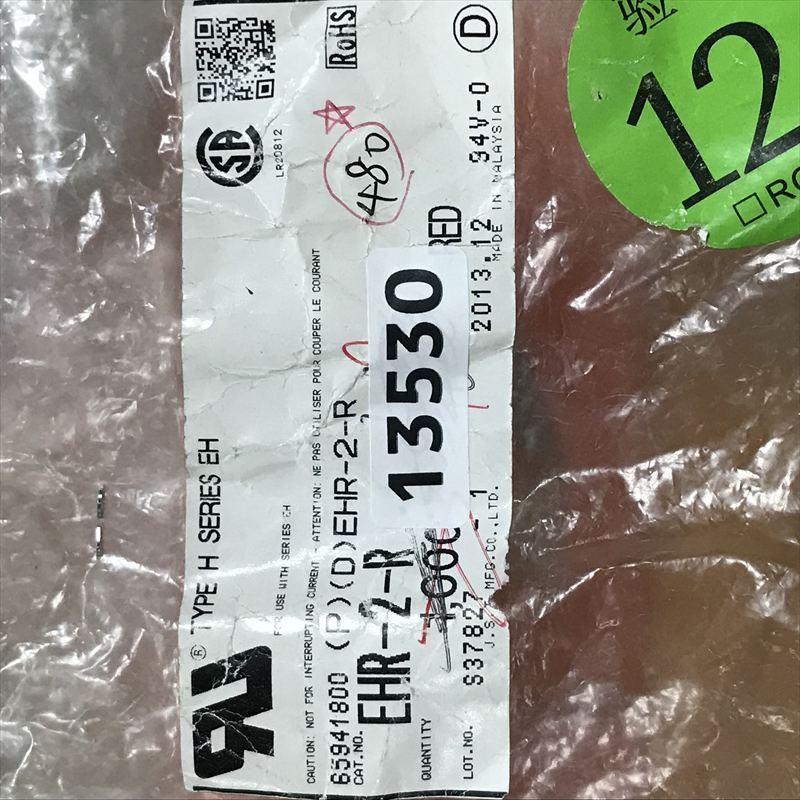 TYPE H SERIES EH
LR20812
FOR USE WITH SERIES EH
CAUTION: NOT FOR INTERRUPTING CURRENT - ATTENTION: NE PAS UTILISER POUR COUPER LE COURANT
RoHS
65941800 (P)(D)EHR-2-R
480
CAT.NO.
EHR-2-R
13530
RED
QUANTITY
LOT.NO.
S37827
2013.12
94V-0
D
J.S.T. MFG.CO.,LTD.
MADE IN MALAYSIA
12